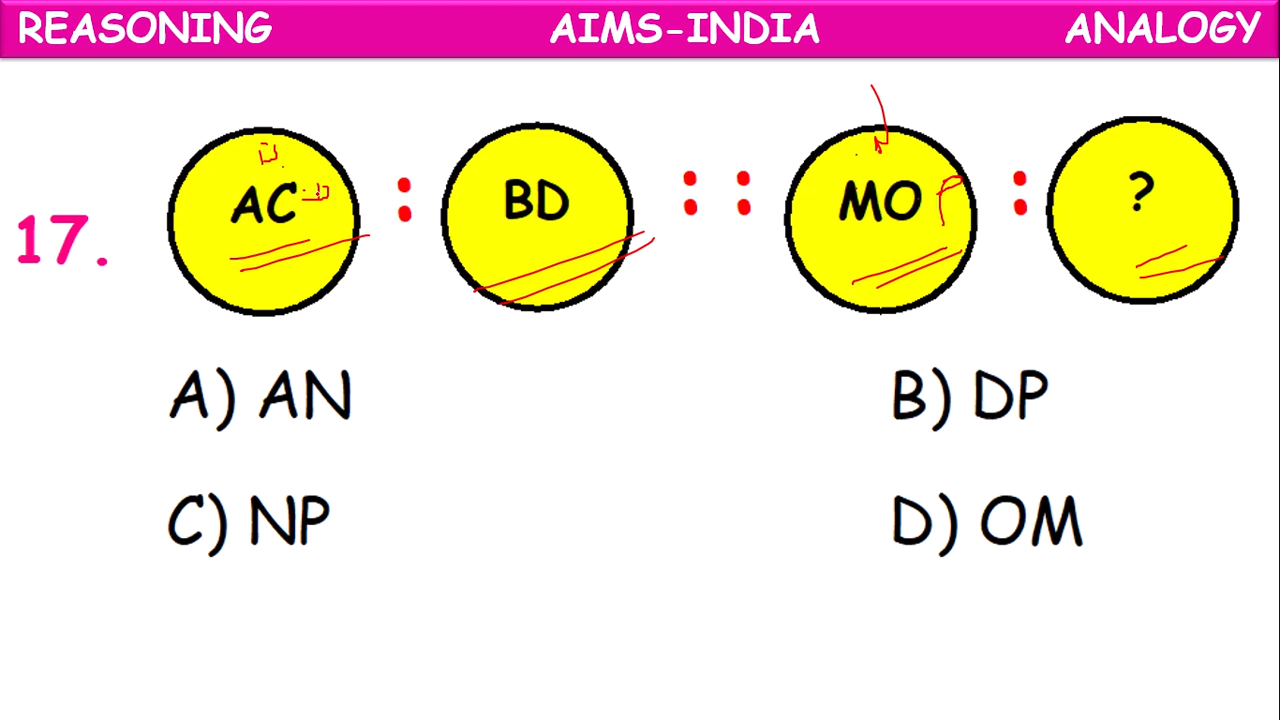 REASONING AIMS-INDIA ANALOGY
17. AC : BD :: MO : ?
A) AN B) DP
C) NP D) OM